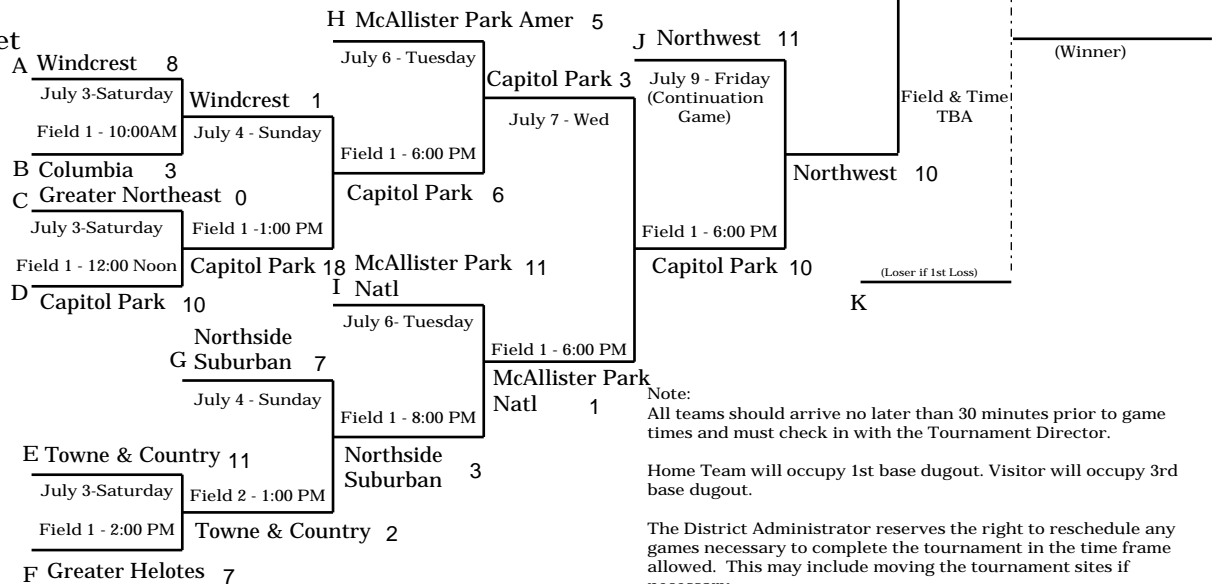 et
H McAllister Park Amer 5
A Windcrest 8
July 3-Saturday
Field 1 - 10:00AM
B Columbia 3
C Greater Northeast 0
July 3-Saturday
Field 1 - 12:00 Noon
D Capitol Park 10
Windcrest 1
July 4 - Sunday
Field 1 -1:00 PM
Capitol Park 18
July 6 - Tuesday
Field 1 - 6:00 PM
Capitol Park 6
McAllister Park 11
I Natl
July 6- Tuesday
Field 1 - 8:00 PM
Northside
Suburban 3
Northside
G Suburban 7
July 4 - Sunday
Field 2 - 1:00 PM
Towne & Country 2
E Towne & Country 11
July 3-Saturday
Field 1 - 2:00 PM
F Greater Helotes 7
Capitol Park 3
July 7 - Wed
Field 1 - 6:00 PM
McAllister Park
Natl 1
J Northwest 11
July 9 - Friday
(Continuation
Game)
Field 1 - 6:00 PM
Capitol Park 10
Northwest 10
Field & Time
TBA
(Winner)
(Loser if 1st Loss)
K
Note:
All teams should arrive no later than 30 minutes prior to game
times and must check in with the Tournament Director.
Home Team will occupy 1st base dugout. Visitor will occupy 3rd
base dugout.
The District Administrator reserves the right to reschedule any
games necessary to complete the tournament in the time frame
allowed. This may include moving the tournament sites if